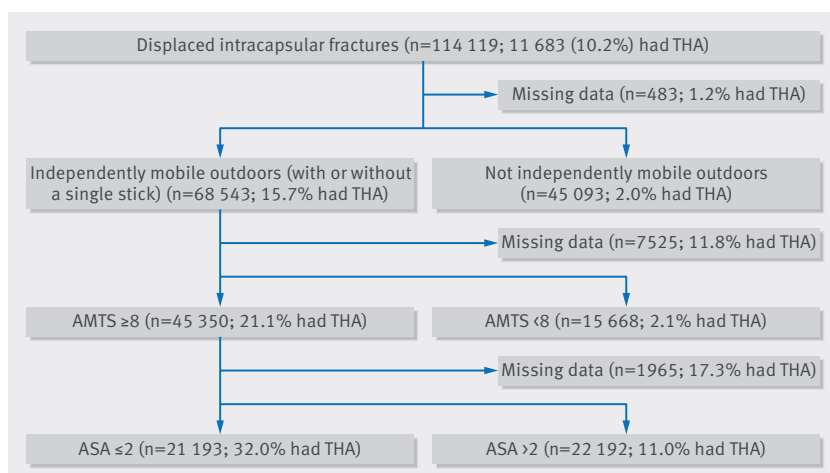 Displaced intracapsular fractures (n=114 119; 11 683 (10.2%) had THA)
Missing data (n=483; 1.2% had THA)
Independently mobile outdoors (with or without
a single stick) (n=68 543; 15.7% had THA)
Not independently mobile outdoors
(n=45 093; 2.0% had THA)
Missing data (n=7525; 11.8% had THA)
AMTS ≥8 (n=45 350; 21.1% had THA)
AMTS <8 (n=15 668; 2.1% had THA)
Missing data (n=1965; 17.3% had THA)
ASA ≤2 (n=21 193; 32.0% had THA)
ASA >2 (n=22 192; 11.0% had THA)